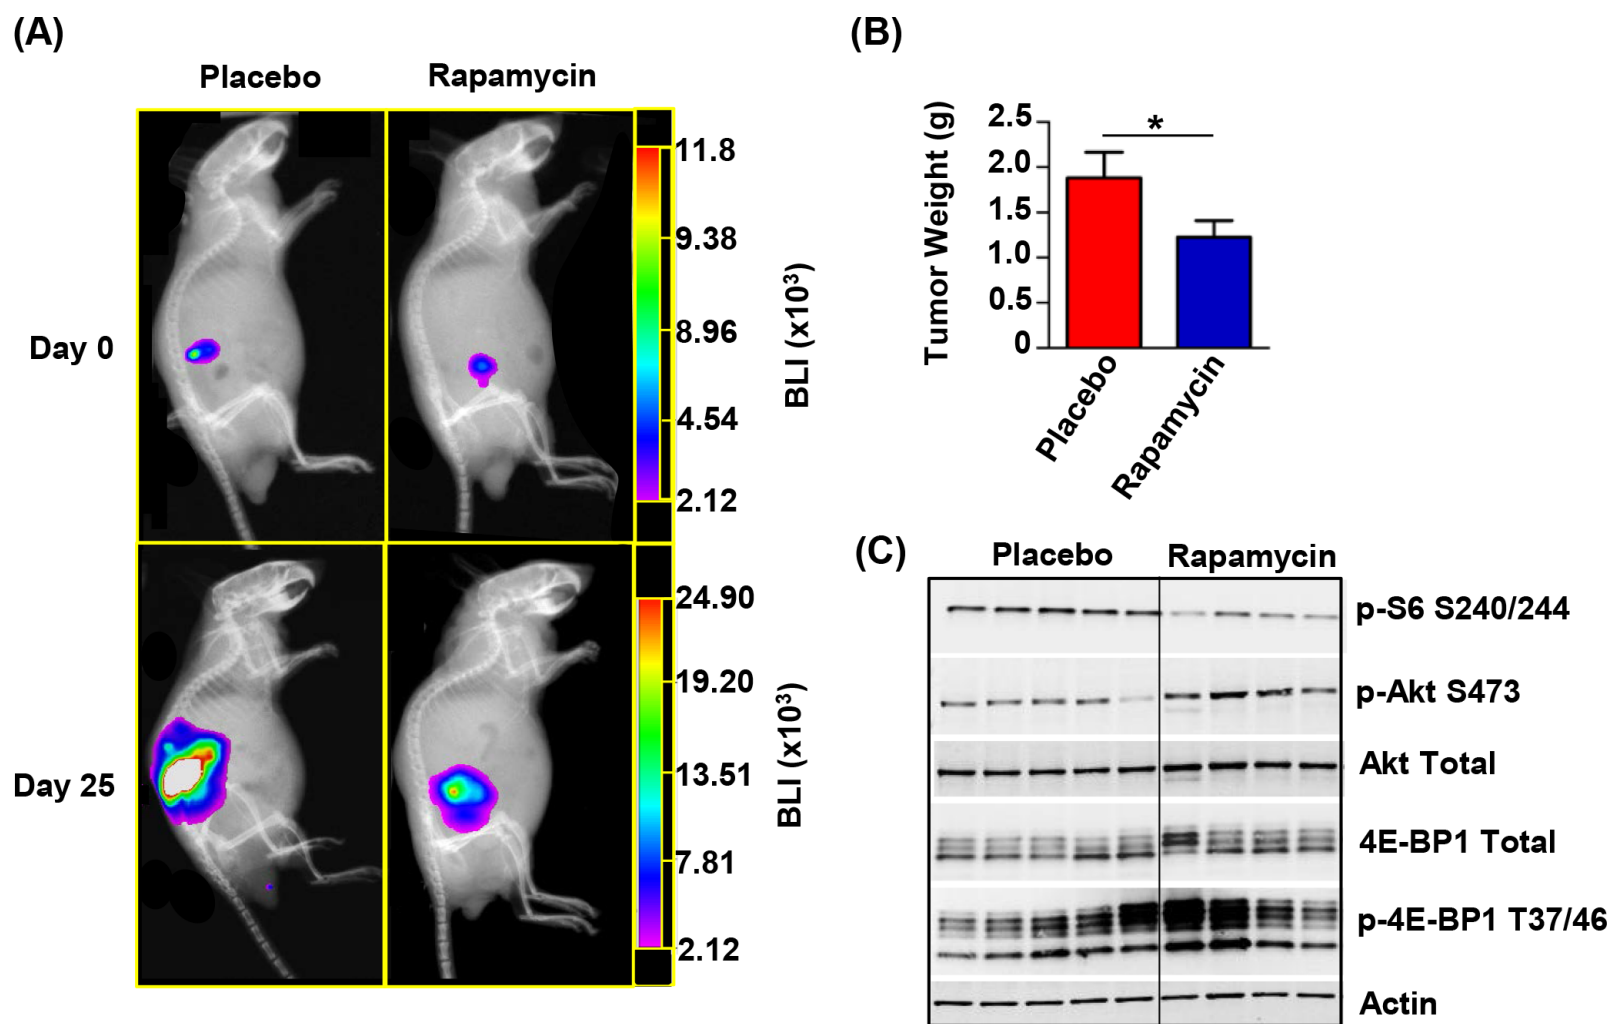 (A)
Placebo
Rapamycin
Day 0
11.8
9.38
8.96
4.54
2.12
BLI (x10³)
Day 25
24.90
19.20
13.51
7.81
2.12
BLI (x10³)
(B)
Tumor Weight (g)
2.5
2.0
1.5
1.0
0.5
0
*
Placebo
Rapamycin
(C)
Placebo
Rapamycin
p-S6 S240/244
p-Akt S473
Akt Total
4E-BP1 Total
p-4E-BP1 T37/46
Actin